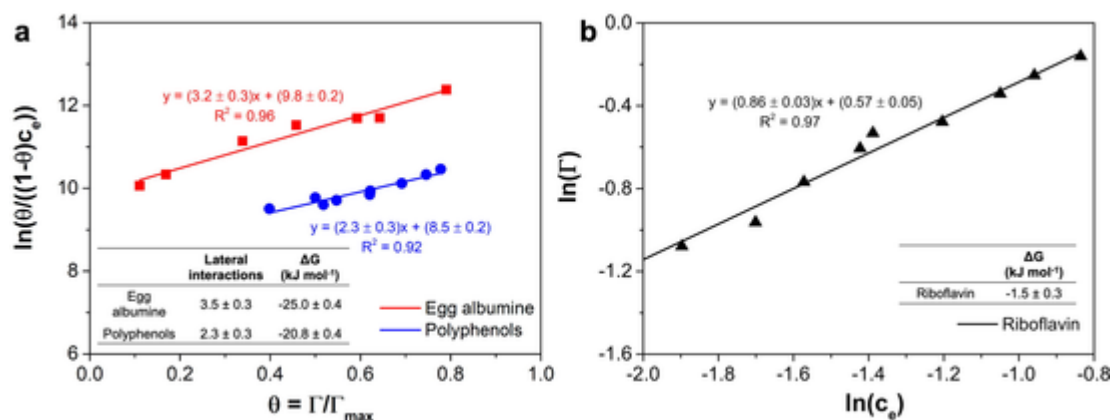 a
14
12
10
8
6
ln(θ/((1-θ)cₑ))
y = (3.2 ± 0.3)x + (9.8 ± 0.2)
R² = 0.96
y = (2.3 ± 0.3)x + (8.5 ± 0.2)
R² = 0.92
Lateral interactions ΔG (kJ mol⁻¹)
Egg albumine 3.5 ± 0.3 -25.0 ± 0.4
Polyphenols 2.3 ± 0.3 -20.8 ± 0.4
Egg albumine
Polyphenols
0.0 0.2 0.4 0.6 0.8 1.0
θ = Γ/Γmax
b
0.0
-0.4
-0.8
-1.2
-1.6
ln(Γ)
y = (0.86 ± 0.03)x + (0.57 ± 0.05)
R² = 0.97
ΔG
(kJ mol⁻¹)
Riboflavin -1.5 ± 0.3
Riboflavin
-2.0 -1.8 -1.6 -1.4 -1.2 -1.0 -0.8
ln(cₑ)